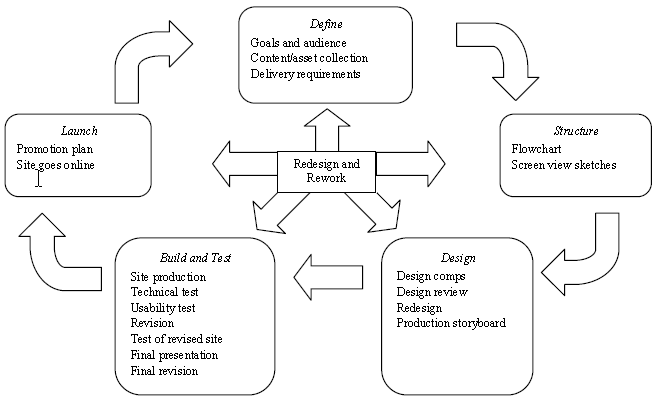 Define
Goals and audience
Content/asset collection
Delivery requirements
Launch
Promotion plan
Site goes online
Structure
Flowchart
Screen view sketches
Redesign and
Rework
Build and Test
Site production
Technical test
Usability test
Revision
Test of revised site
Final presentation
Final revision
Design
Design comps
Design review
Redesign
Production storyboard